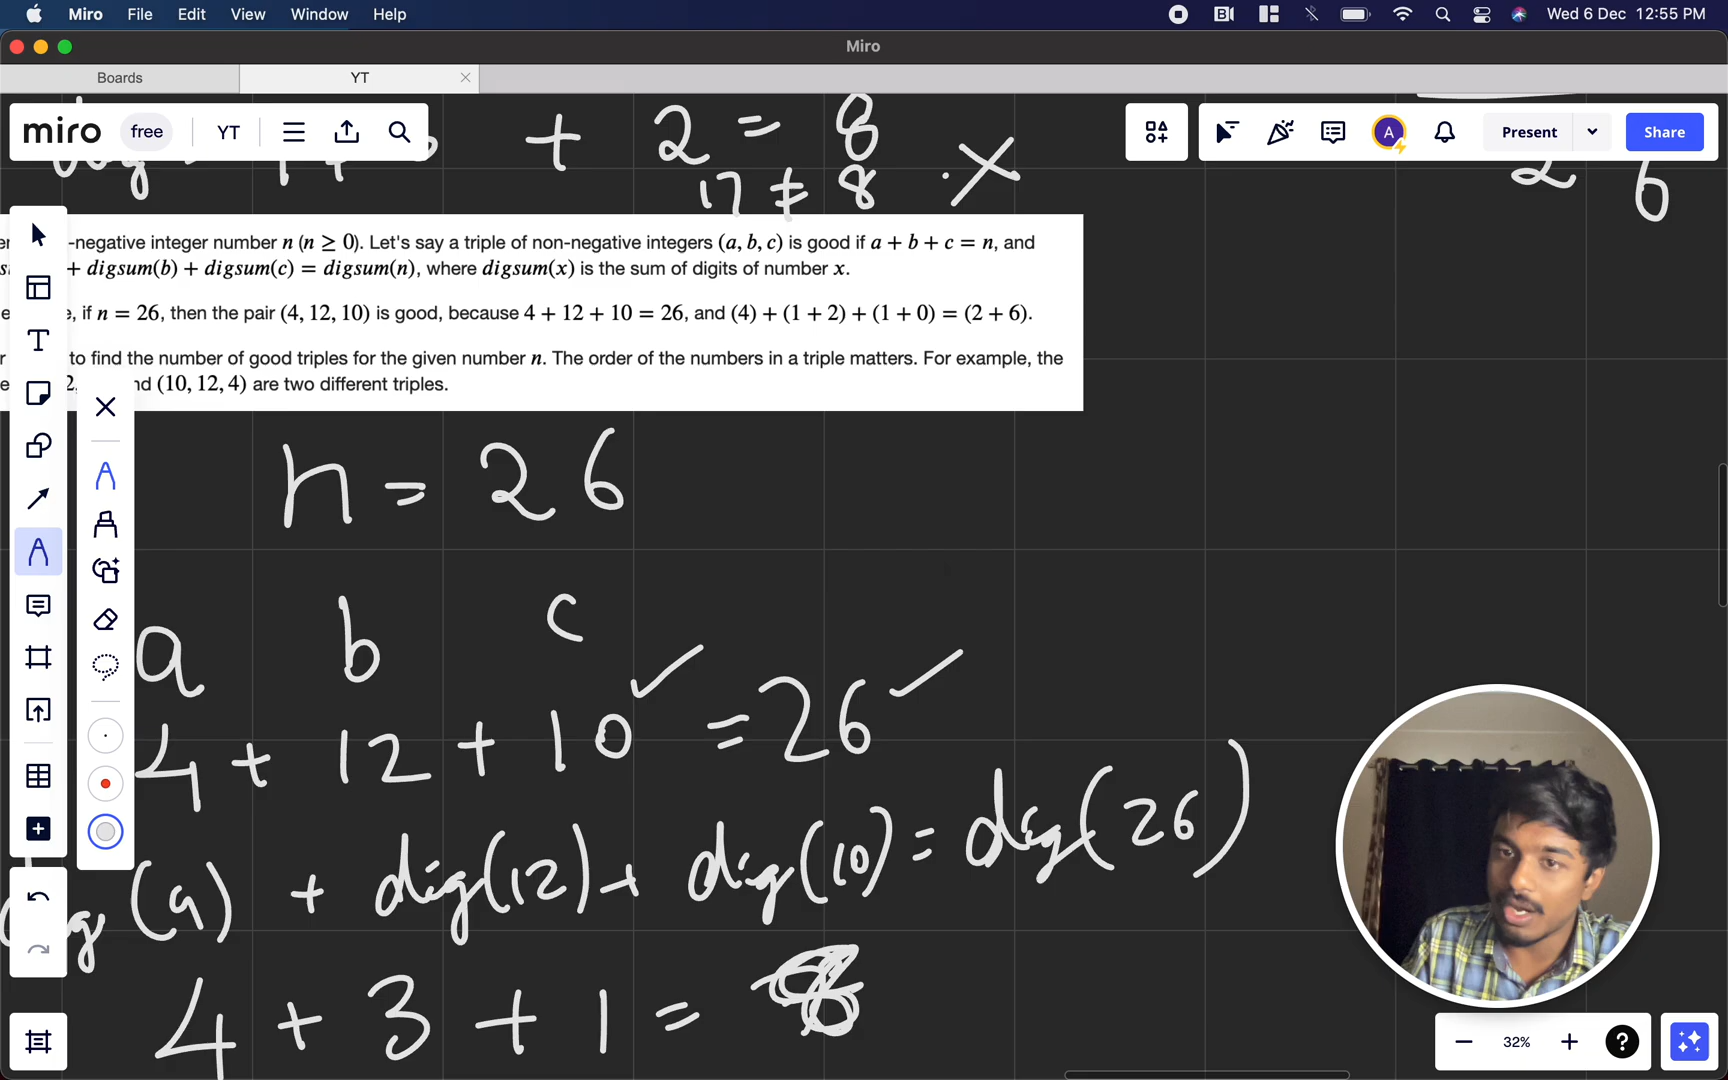 Miro File Edit View Window Help Wed 6 Dec 12:55 PM
Miro
Boards YT
miro free YT Present Share
+ 2 = 8
17 ≠ 8 . X
2 6
-negative integer number n (n ≥ 0). Let's say a triple of non-negative integers (a, b, c) is good if a + b + c = n, and
+ digsum(b) + digsum(c) = digsum(n), where digsum(x) is the sum of digits of number x.
, if n = 26, then the pair (4, 12, 10) is good, because 4 + 12 + 10 = 26, and (4) + (1 + 2) + (1 + 0) = (2 + 6).
to find the number of good triples for the given number n. The order of the numbers in a triple matters. For example, the
(10, 12, 4) are two different triples.
n = 26
a b c
4 + 12 + 10 ✓ = 26 ✓
(a) + dig(12) + dig(10) = dig(26)
4 + 3 + 1 = 8
32%